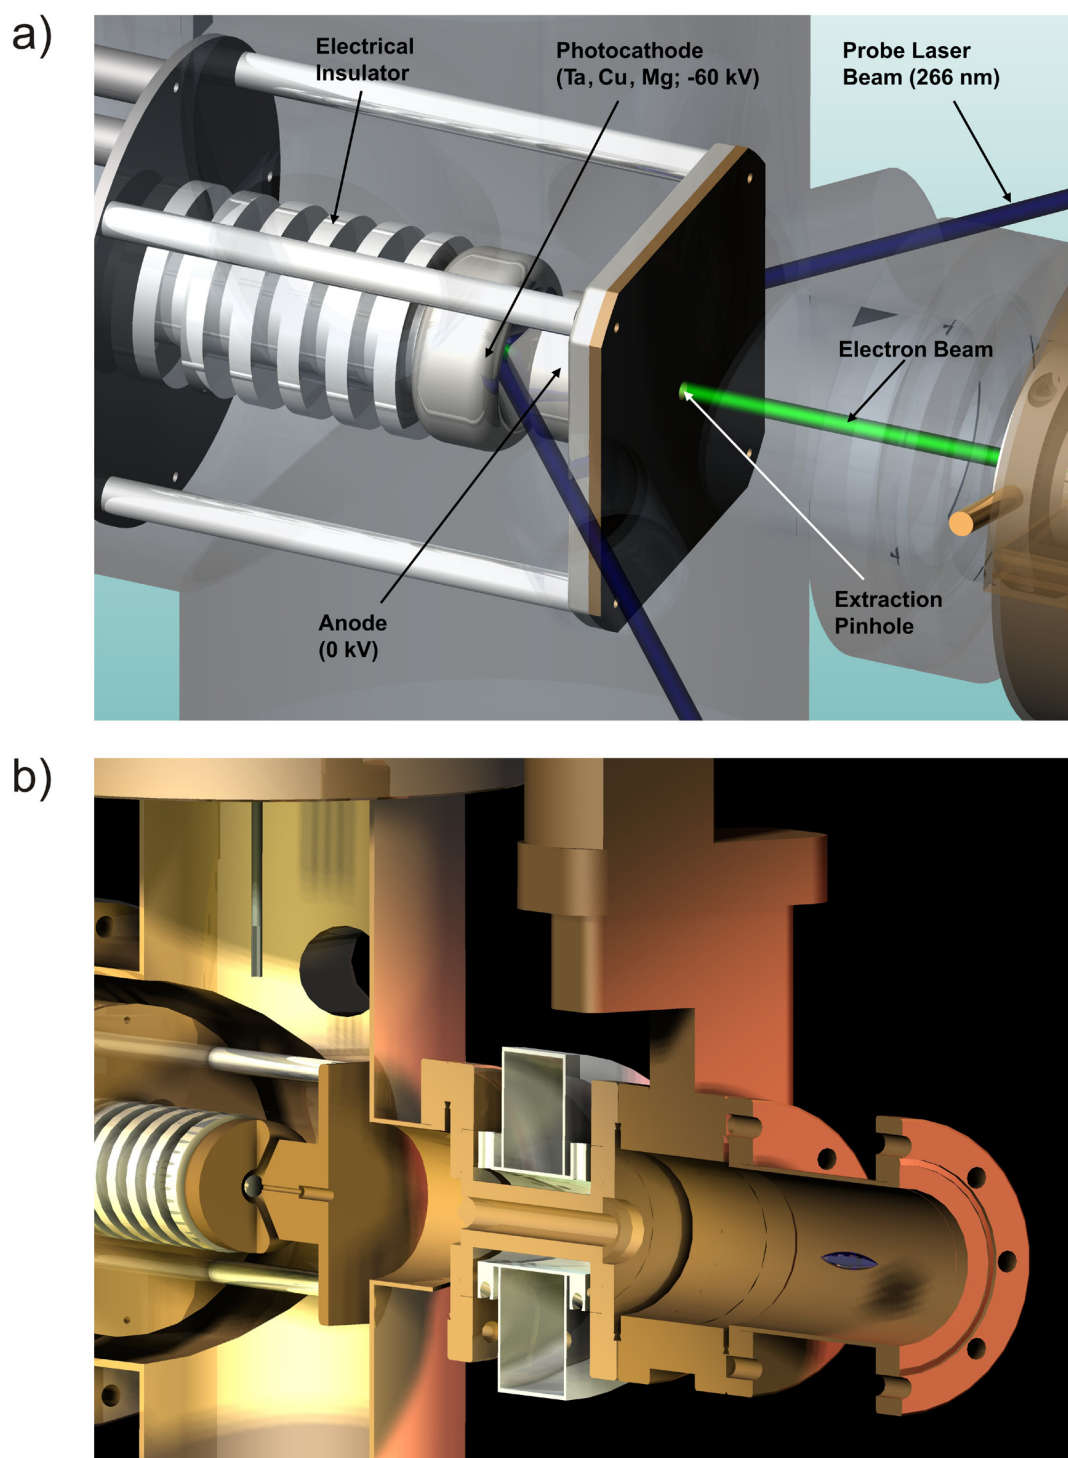 a)
Electrical
Insulator
Photocathode
(Ta, Cu, Mg; -60 kV)
Probe Laser
Beam (266 nm)
Electron Beam
Anode
(0 kV)
Extraction
Pinhole
b)